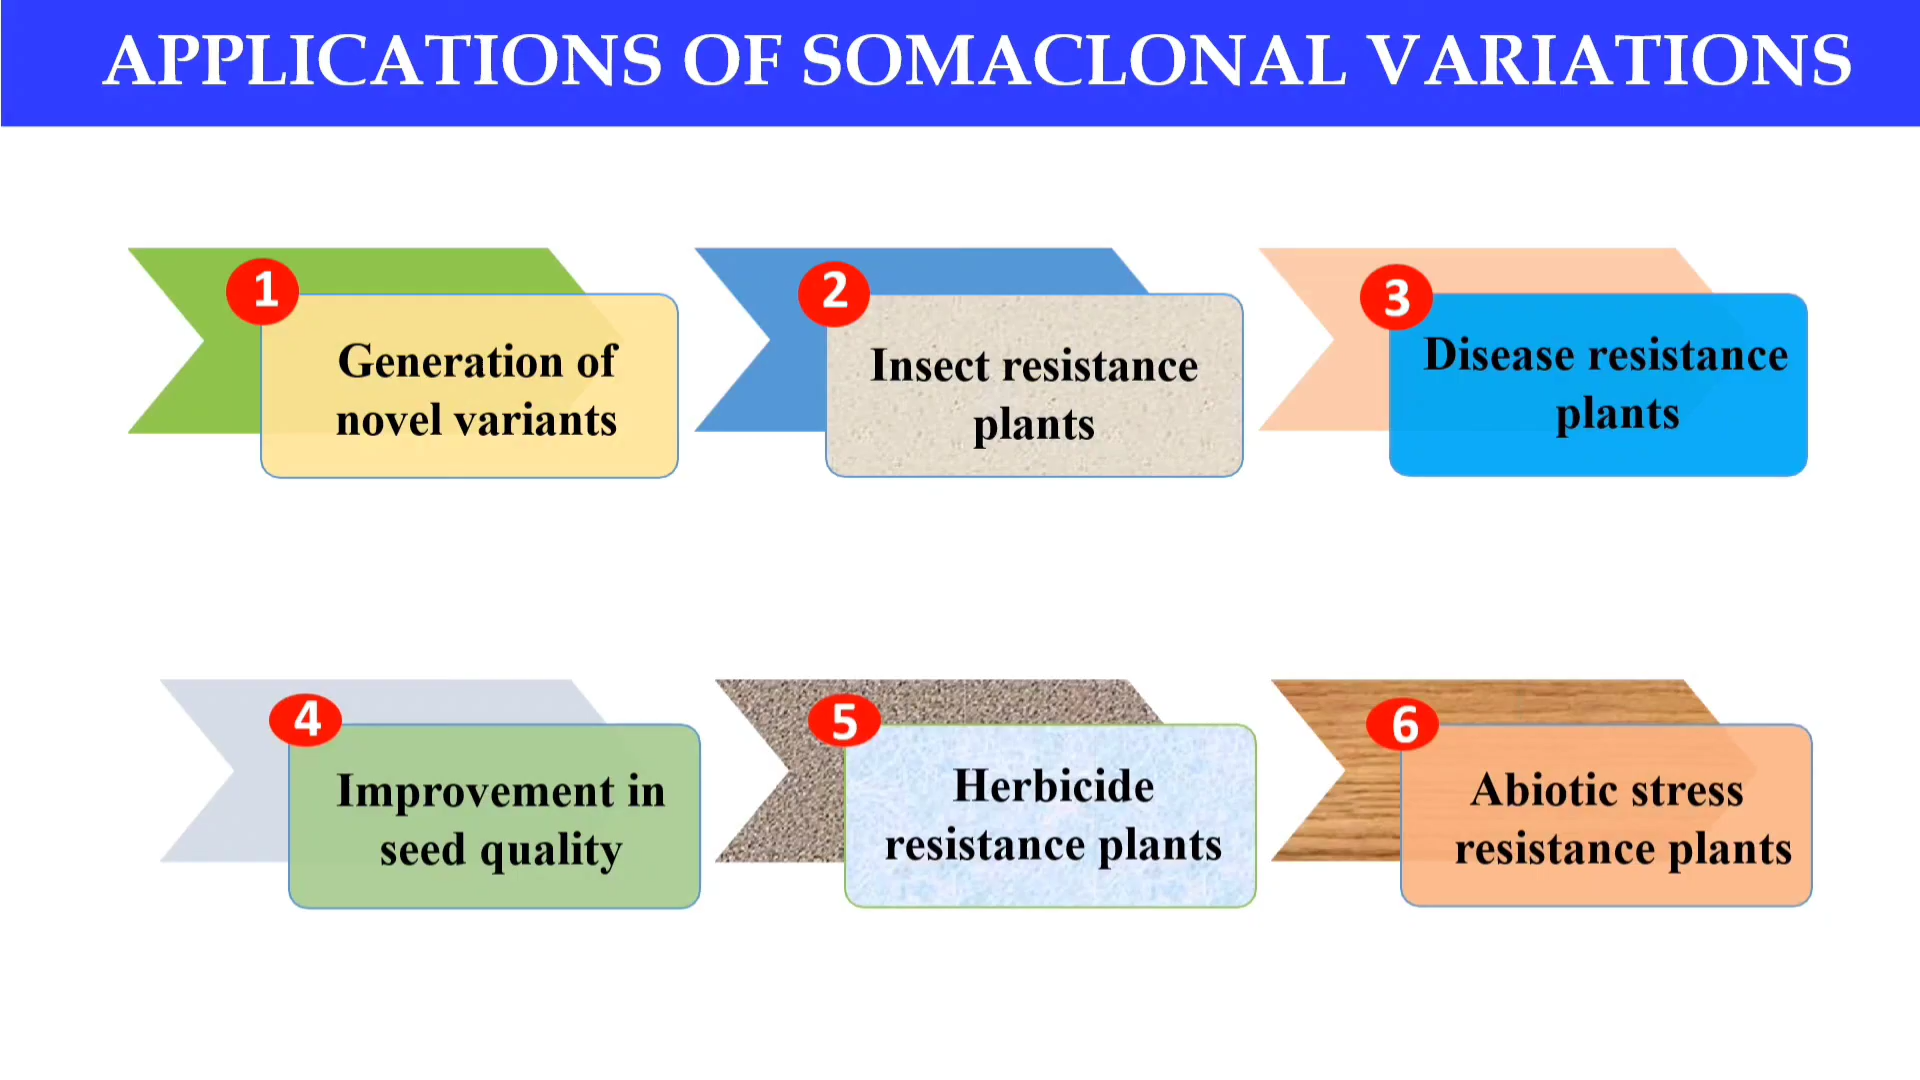 APPLICATIONS OF SOMACLONAL VARIATIONS
1
Generation of
novel variants
2
Insect resistance
plants
3
Disease resistance
plants
4
Improvement in
seed quality
5
Herbicide
resistance plants
6
Abiotic stress
resistance plants